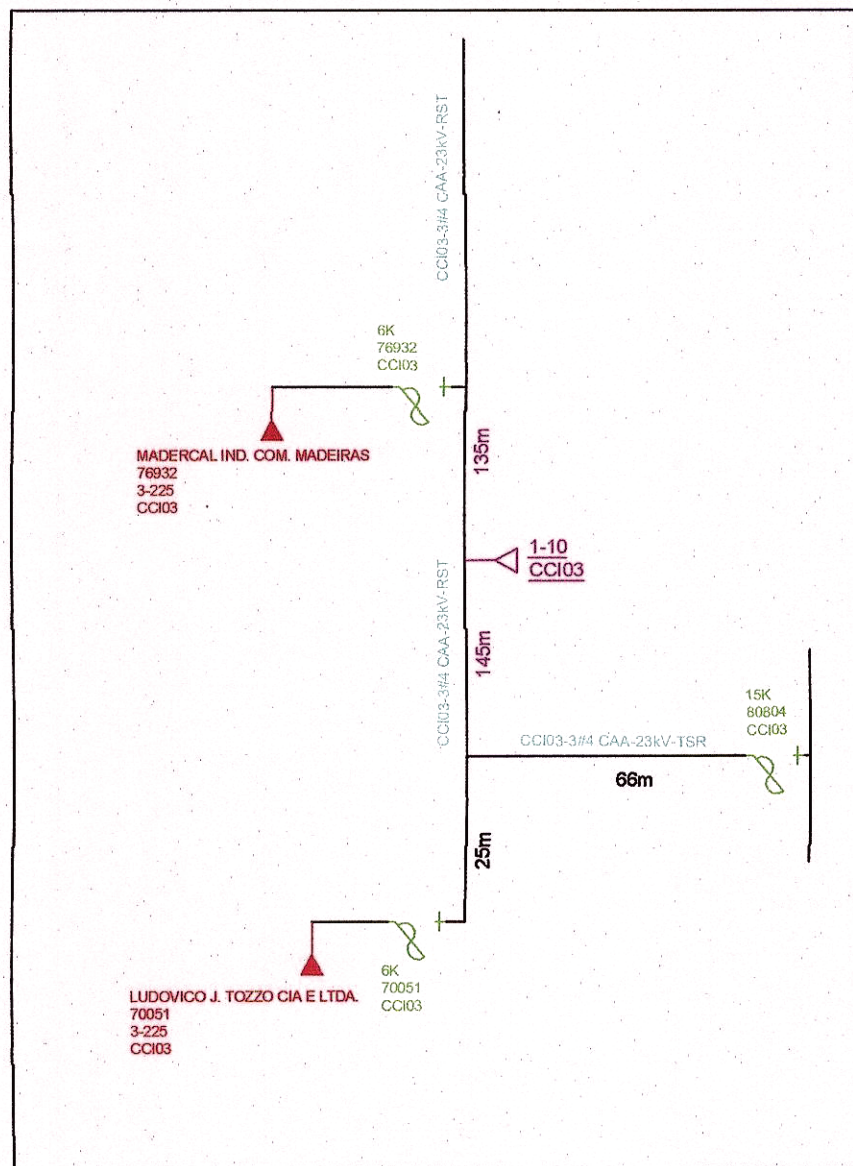 CCI03-3#4 CAA-23kV-RST
6K
76932
CCI03
MADERCAL IND. COM. MADEIRAS
76932
3-225
CCI03
135m
1-10
CCI03
CCI03-3#4 CAA-23kV-RST
145m
15K
80804
CCI03
CCI03-3#4 CAA-23kV-TSR
66m
25m
6K
70051
CCI03
LUDOVICO J. TOZZO CIA E LTDA.
70051
3-225
CCI03